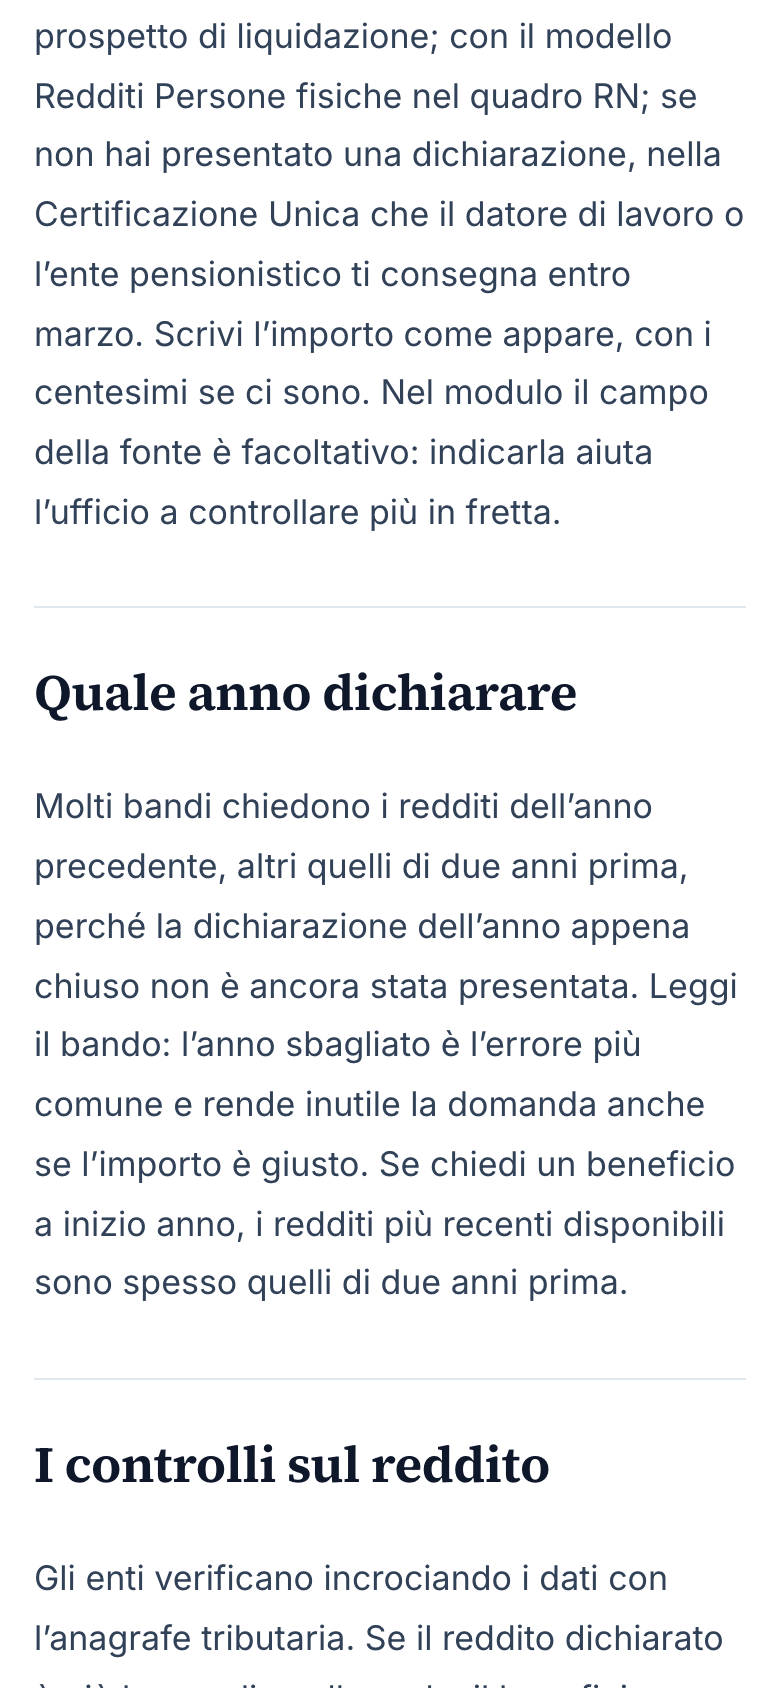 prospetto di liquidazione; con il modello
Redditi Persone fisiche nel quadro RN; se
non hai presentato una dichiarazione, nella
Certificazione Unica che il datore di lavoro o
l’ente pensionistico ti consegna entro
marzo. Scrivi l’importo come appare, con i
centesimi se ci sono. Nel modulo il campo
della fonte è facoltativo: indicarla aiuta
l’ufficio a controllare più in fretta.
Quale anno dichiarare
Molti bandi chiedono i redditi dell’anno
precedente, altri quelli di due anni prima,
perché la dichiarazione dell’anno appena
chiuso non è ancora stata presentata. Leggi
il bando: l’anno sbagliato è l’errore più
comune e rende inutile la domanda anche
se l’importo è giusto. Se chiedi un beneficio
a inizio anno, i redditi più recenti disponibili
sono spesso quelli di due anni prima.
I controlli sul reddito
Gli enti verificano incrociando i dati con
l’anagrafe tributaria. Se il reddito dichiarato